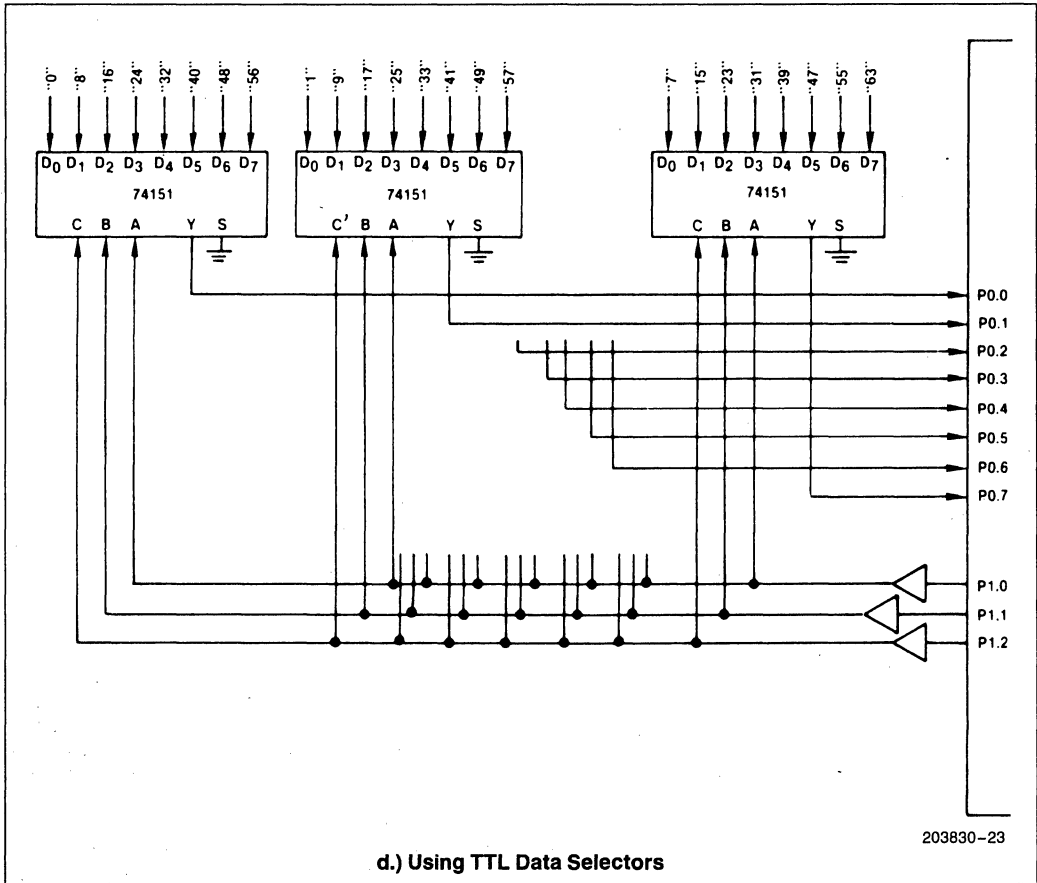 "0" "8" "16" "24" "32" "40" "48" "56" "1" "9" "17" "25" "33" "41" "49" "57" "7" "15" "23" "31" "39" "47" "55" "63"
D0 D1 D2 D3 D4 D5 D6 D7 D0 D1 D2 D3 D4 D5 D6 D7 D0 D1 D2 D3 D4 D5 D6 D7
74151 74151 74151
C B A Y S C' B A Y S C B A Y S
P0.0
P0.1
P0.2
P0.3
P0.4
P0.5
P0.6
P0.7
P1.0
P1.1
P1.2
203830-23
d.) Using TTL Data Selectors